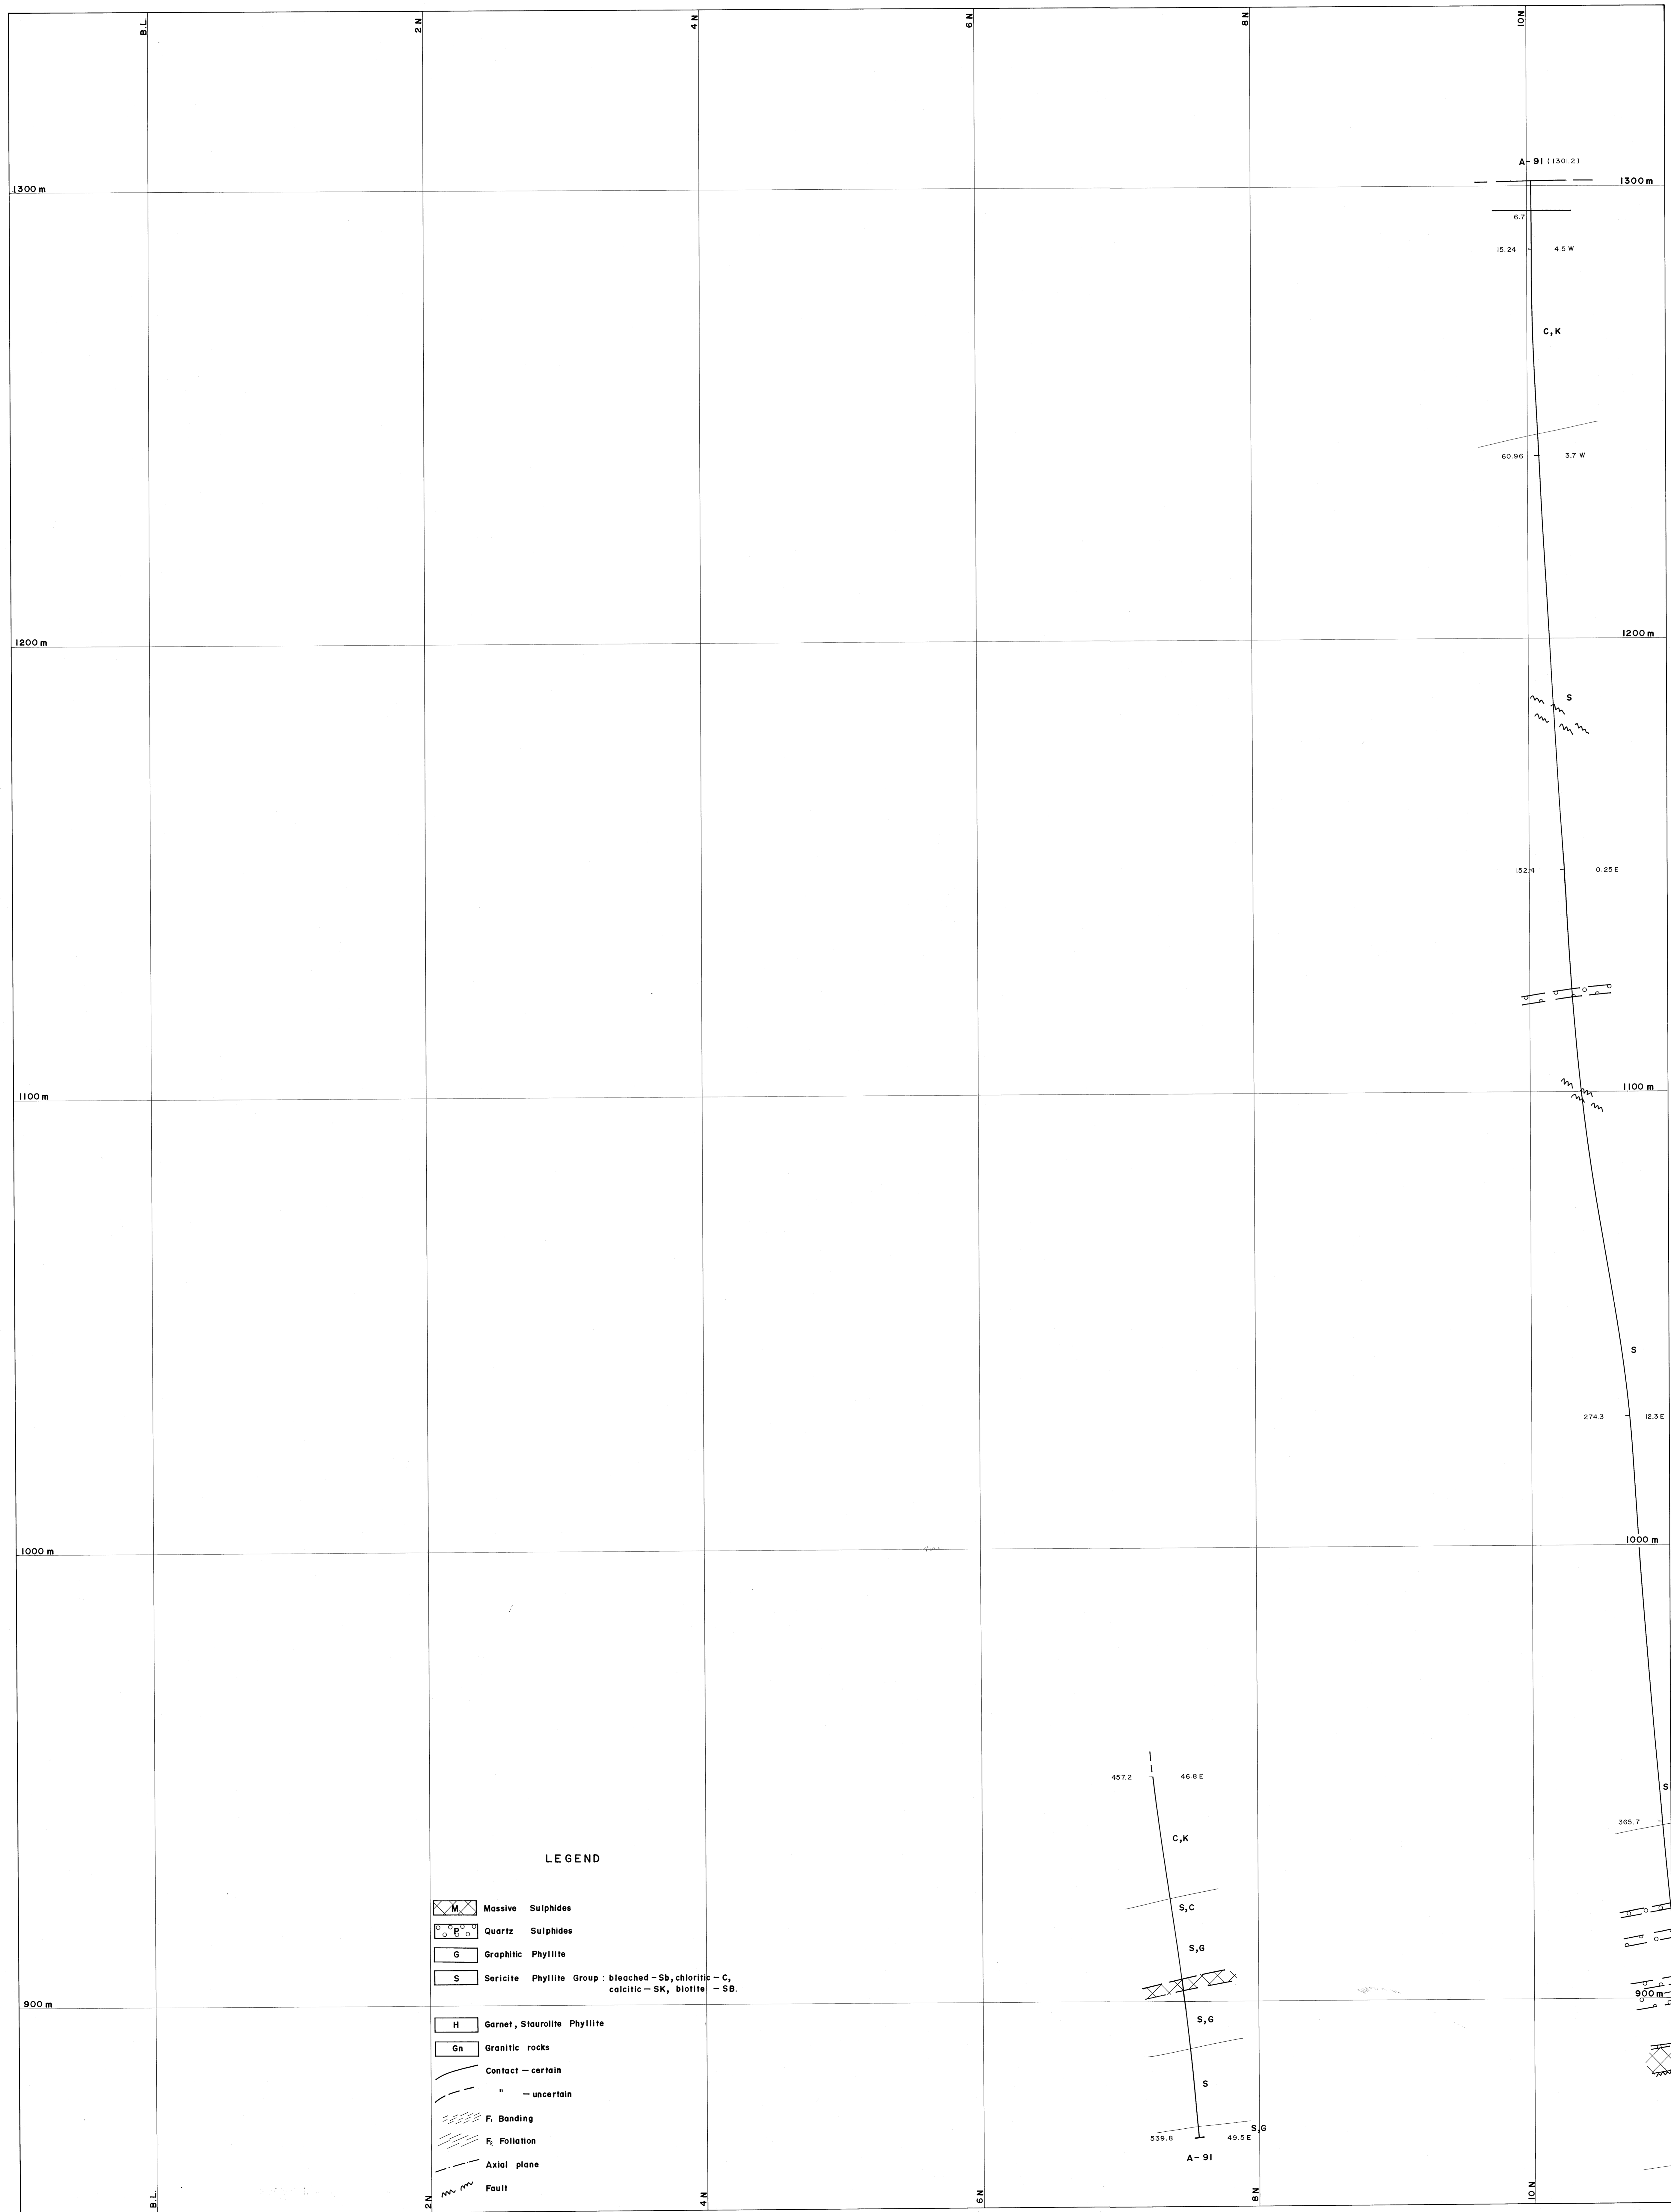 B.L.
2N
4N
6N
8N
10N
A-91 (1301.2)
1300 m
1300 m
6.7
15.24 4.5 W
C,K
60.96 3.7 W
1200 m
1200 m
S
152.4 0.25 E
1100 m
1100 m
S
274.3 12.3 E
1000 m
1000 m
457.2 46.8 E
S
365.7
C,K
LEGEND
S,C
M Massive Sulphides
P Quartz Sulphides
S,G
G Graphitic Phyllite
S Sericite Phyllite Group : bleached - Sb, chloritic - C,
calcitic - SK, biotite - SB.
900 m
900 m
S,G
H Garnet, Staurolite Phyllite
Gn Granitic rocks
Contact - certain
" - uncertain
S
F1 Banding
S,G
F2 Foliation
539.8 49.5 E
A-91
Axial plane
Fault
B.L.
2N
4N
6N
8N
10N